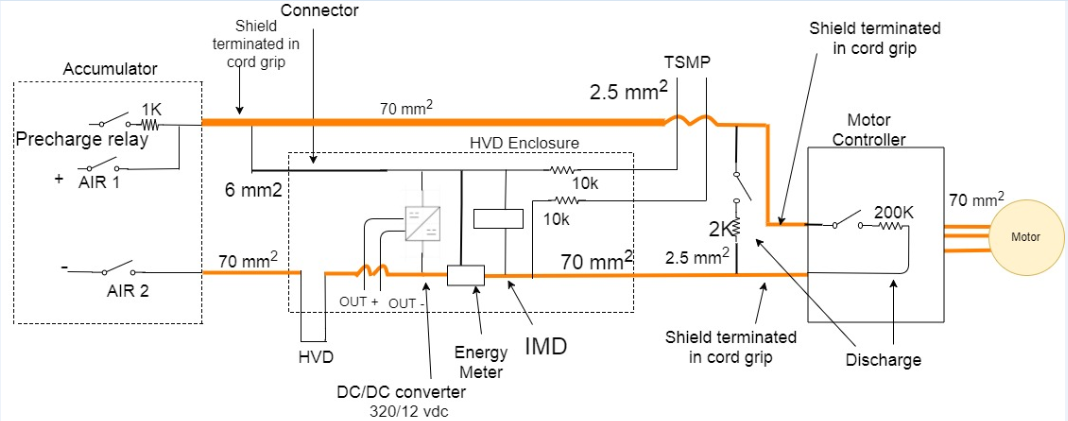 Connector
Shield
terminated in
cord grip
Shield terminated
in cord grip
Accumulator
TSMP
2.5 mm2
70 mm2
1K
Precharge relay
Motor
Controller
HVD Enclosure
+ AIR 1
6 mm2
10k
10k
200K
70 mm2
2K
Motor
- AIR 2
70 mm2
70 mm2
2.5 mm2
OUT + OUT -
HVD
Energy
Meter
IMD
Shield terminated
in cord grip
Discharge
DC/DC converter
320/12 vdc